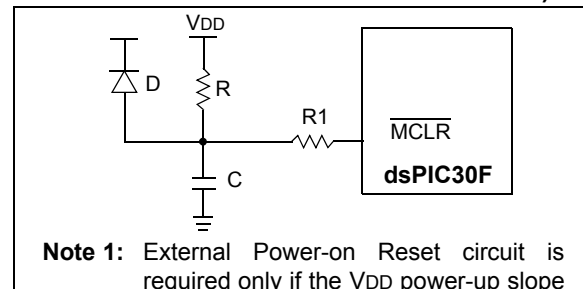 VDD
D
R
R1
MCLR
C
dsPIC30F
Note 1: External Power-on Reset circuit is
required only if the VDD power-up slope